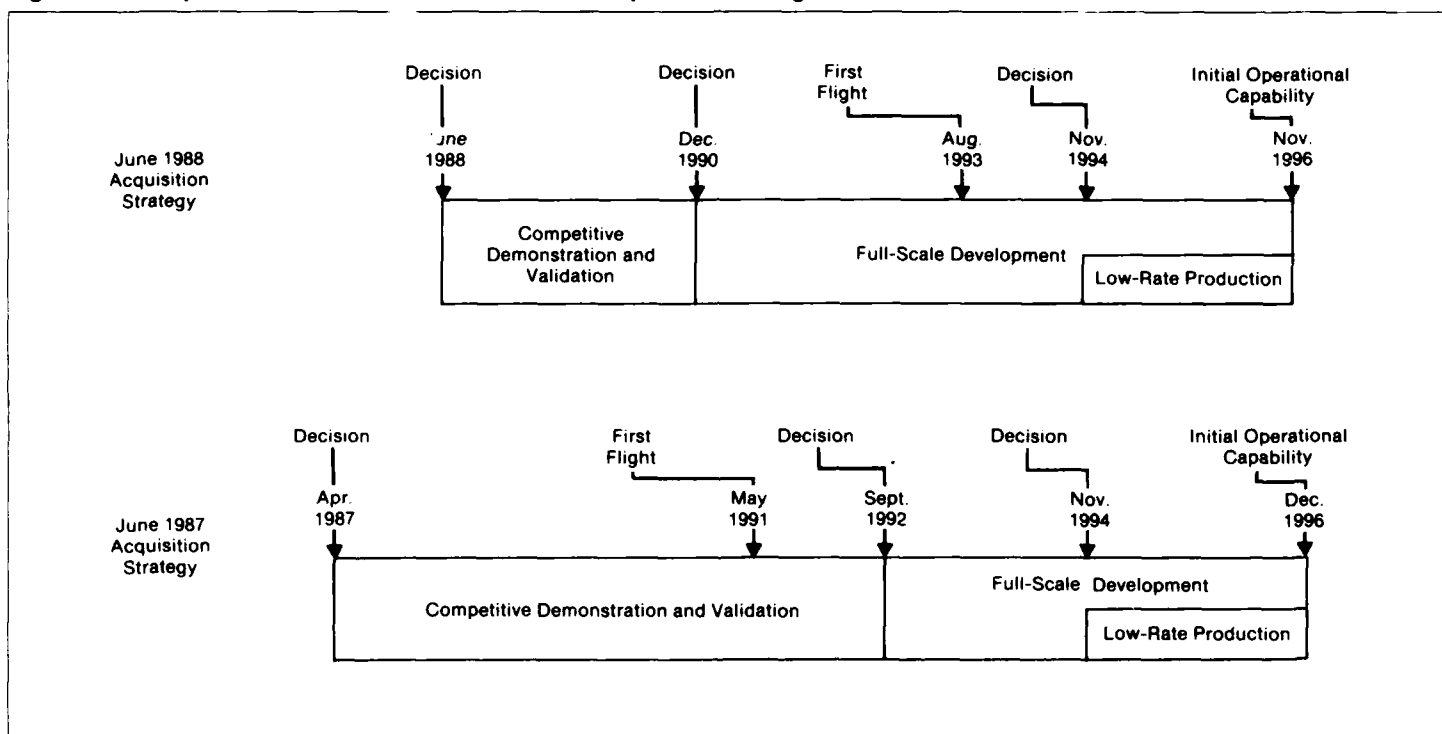 Decision
Decision
First
Flight
Decision
Initial Operational
Capability
June 1988
Acquisition
Strategy
June
1988
Dec.
1990
Aug.
1993
Nov.
1994
Nov.
1996
Competitive
Demonstration and
Validation
Full-Scale Development
Low-Rate Production
Decision
First
Flight
Decision
Decision
Initial Operational
Capability
June 1987
Acquisition
Strategy
Apr.
1987
May
1991
Sept.
1992
Nov.
1994
Dec.
1996
Competitive Demonstration and Validation
Full-Scale Development
Low-Rate Production